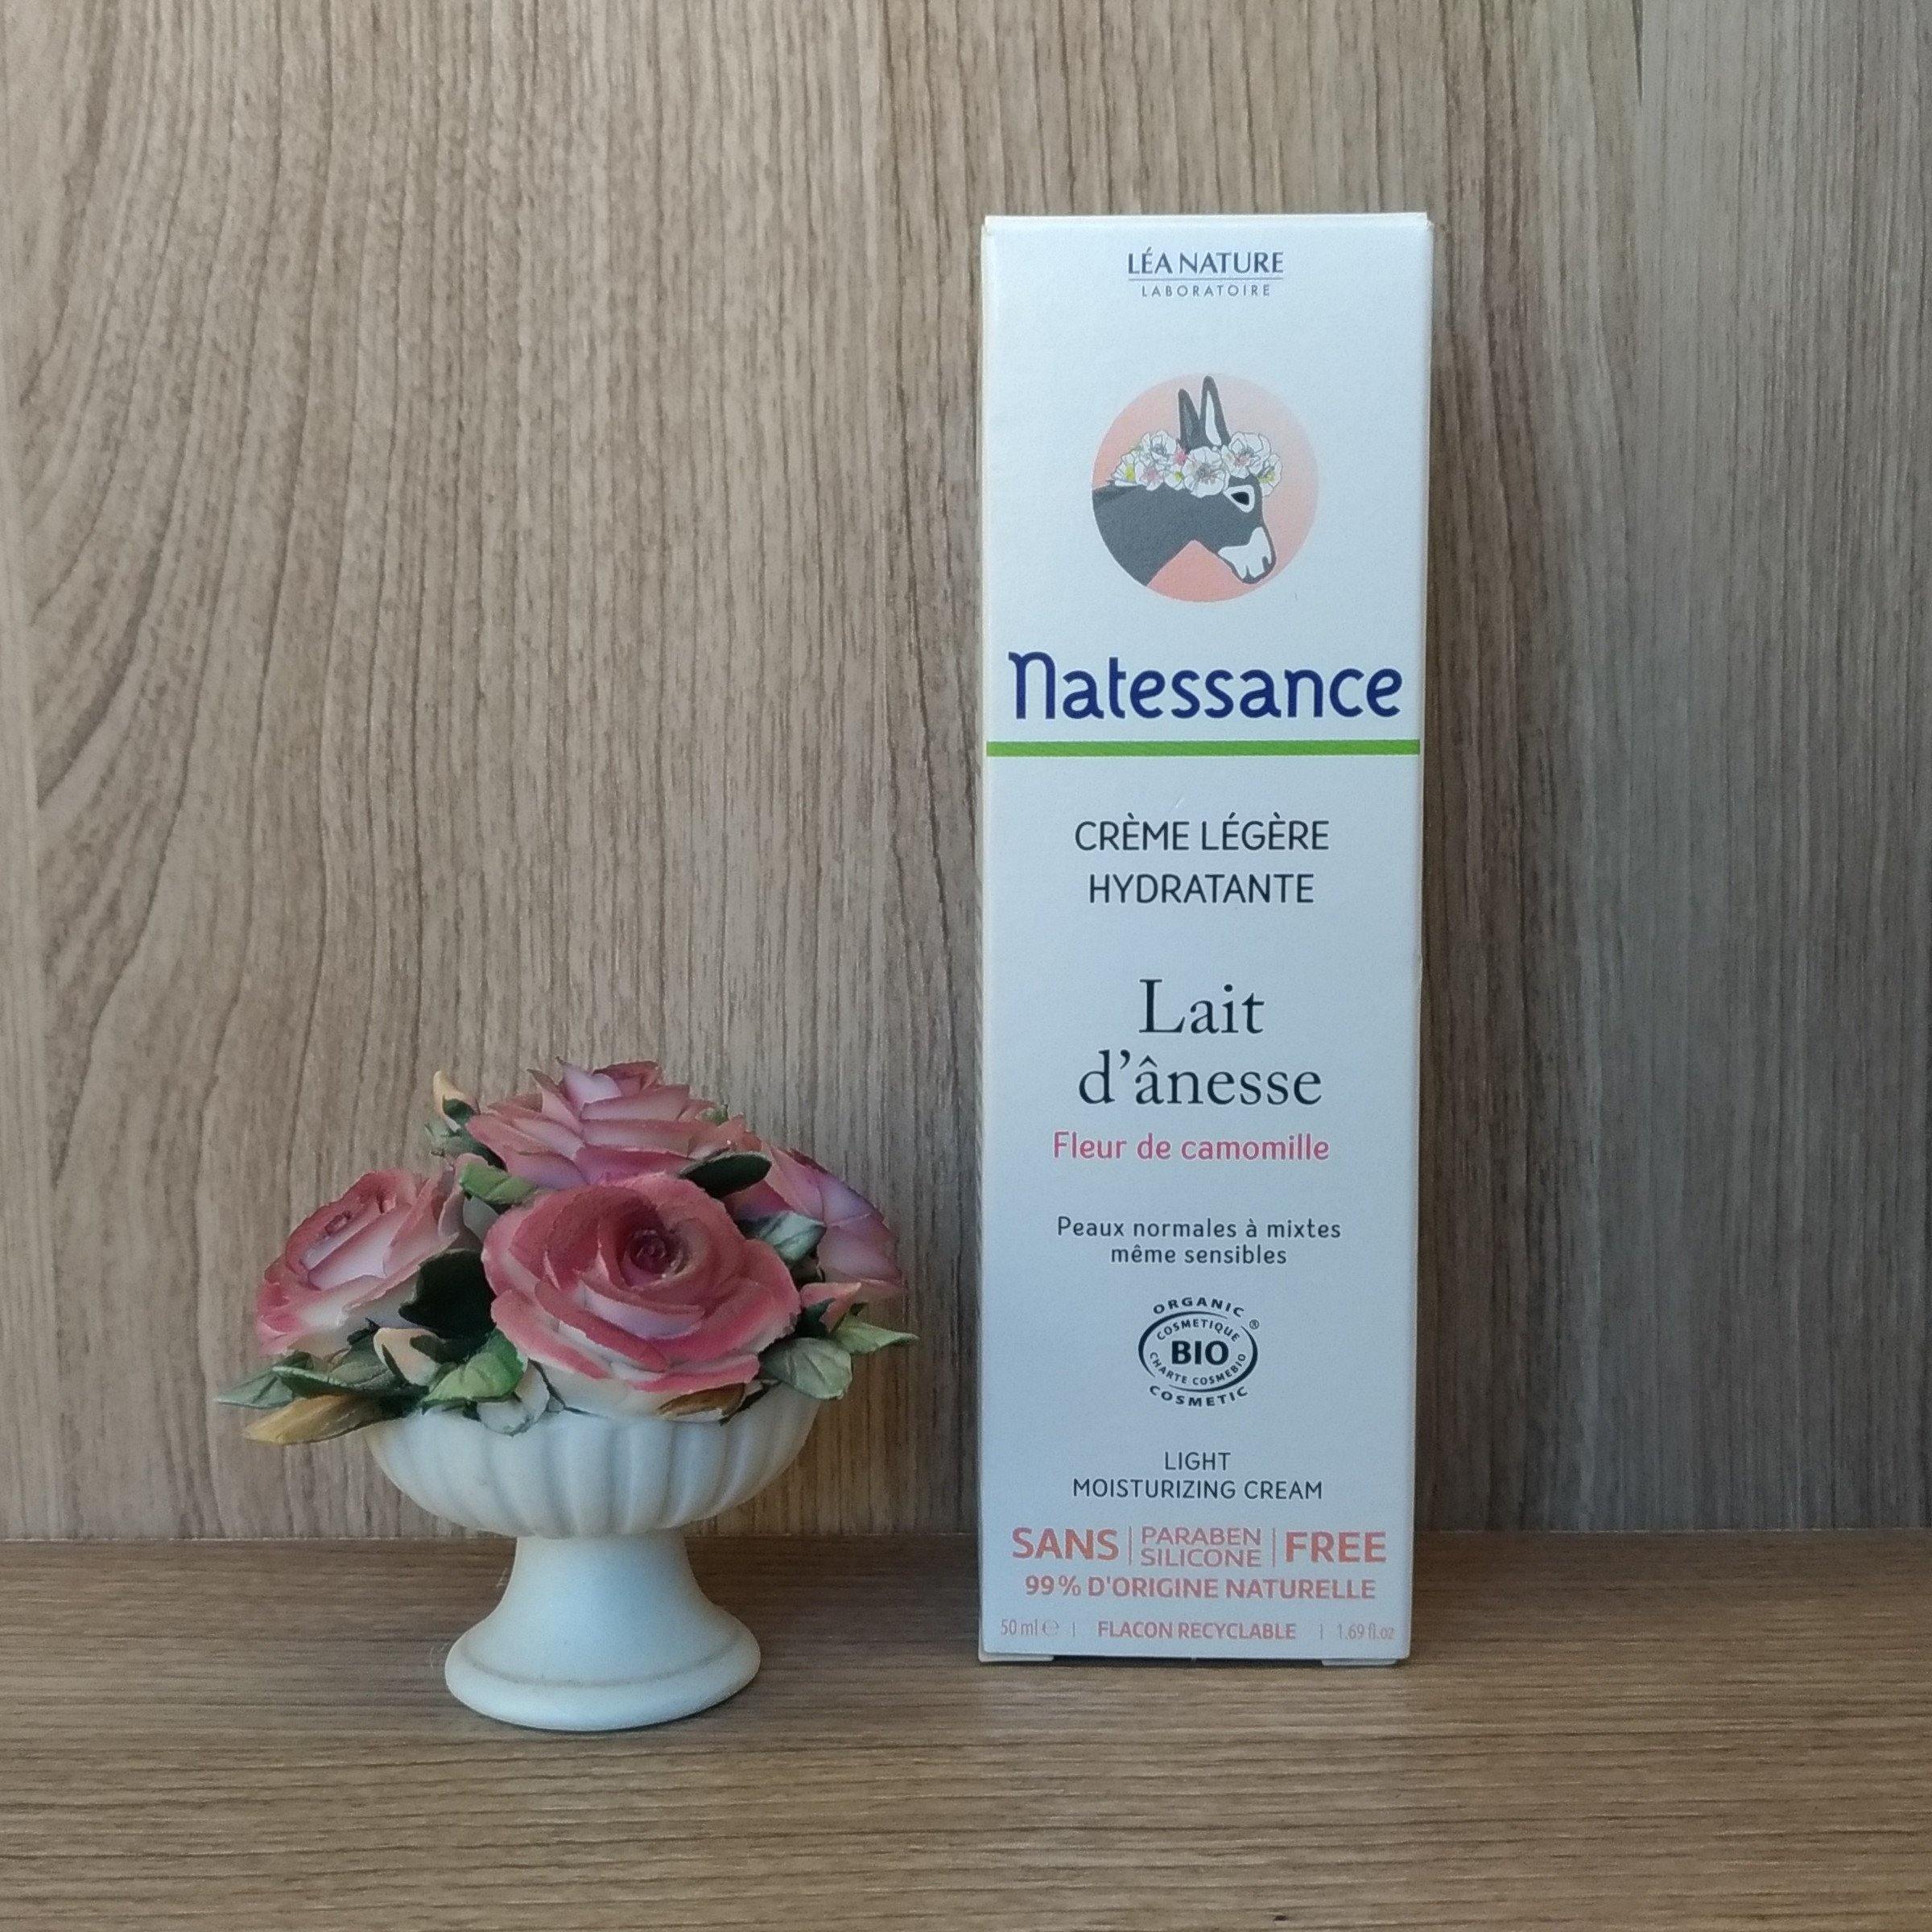 LÉA NATURE
LABORATOIRE
Natessance
CRÈME LÉGÈRE
HYDRATANTE
Lait
d'ânesse
Fleur de camomille
Peaux normales à mixtes
même sensibles
ORGANIC
COSMETIQUE ®
BIO
CHARTE COSMEBIO
COSMETIC
LIGHT
MOISTURIZING CREAM
SANS | PARABEN SILICONE | FREE
99% D'ORIGINE NATURELLE
50 ml ℮ | FLACON RECYCLABLE | 1.69 fl.oz